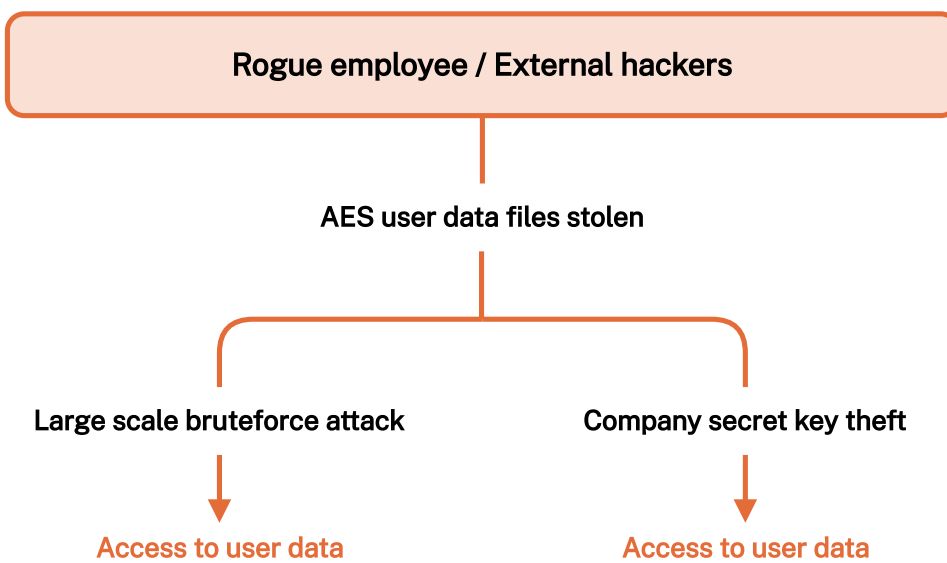 Rogue employee / External hackers
AES user data files stolen
Large scale bruteforce attack
Company secret key theft
Access to user data
Access to user data